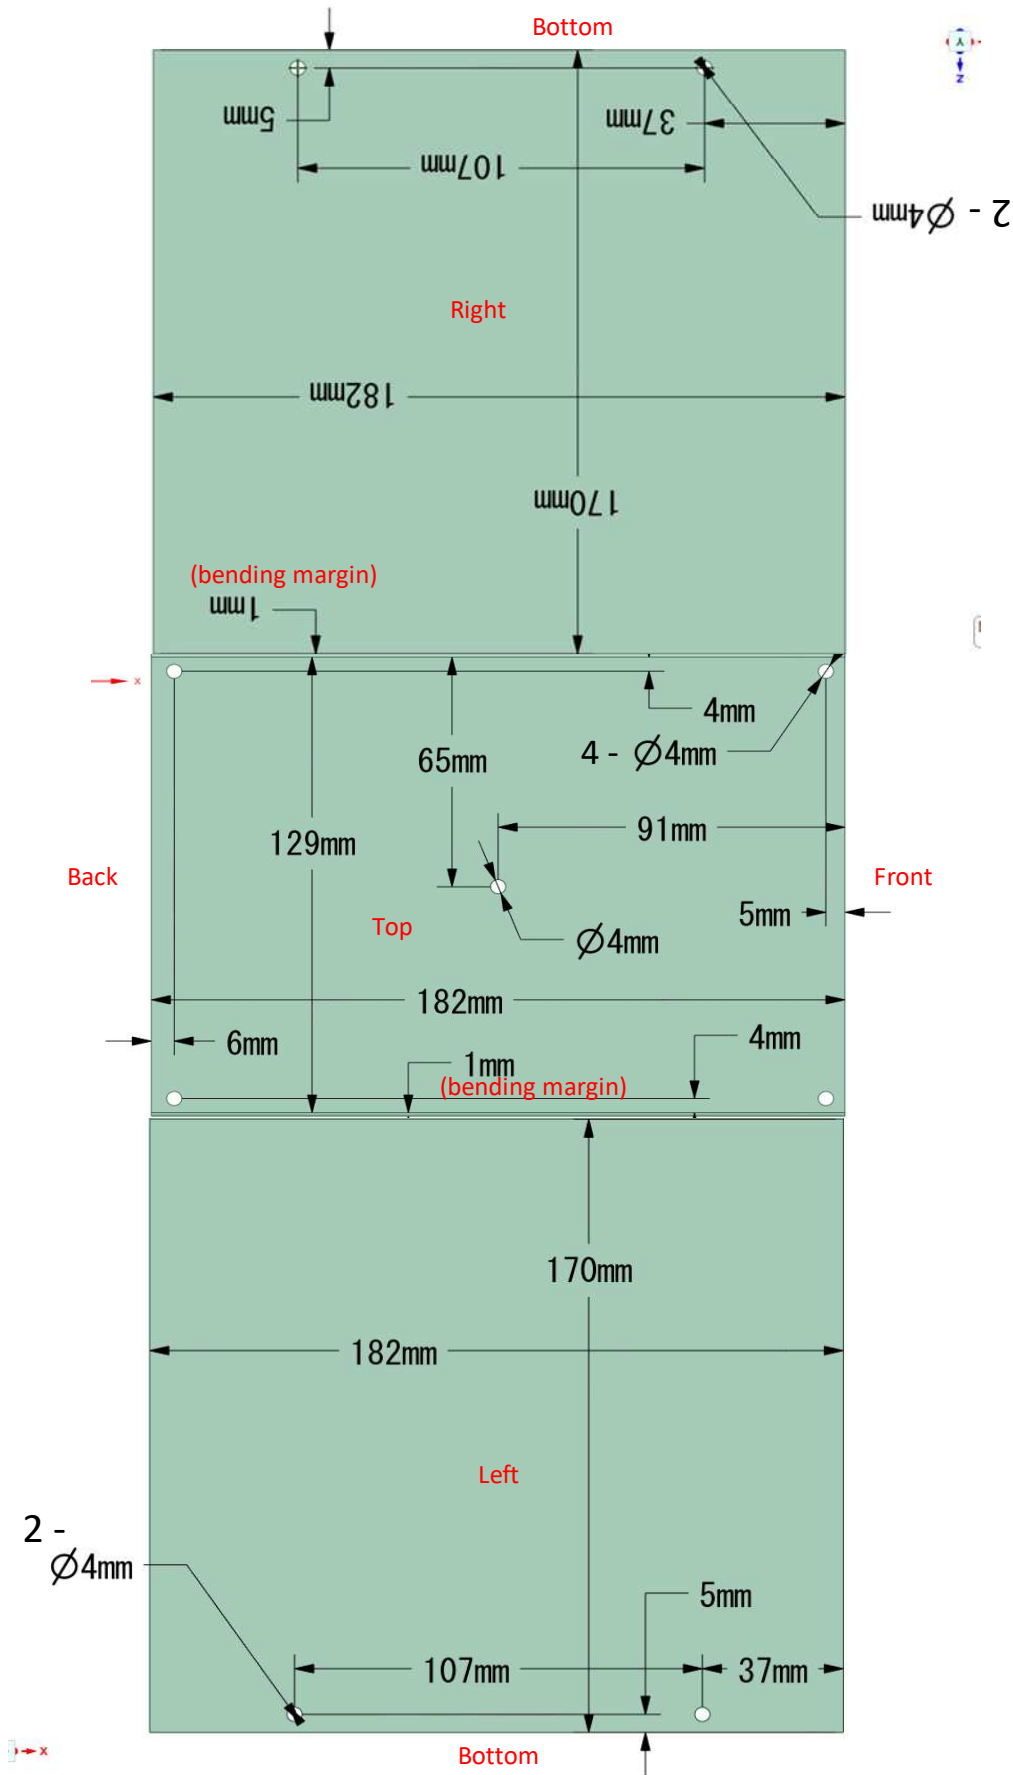 Bottom
Y
Z
5mm
37mm
107mm
2 - Ø4mm
Right
182mm
170mm
(bending margin)
1mm
x
4mm
65mm
4 - Ø4mm
91mm
129mm
Back
Front
5mm
Top
Ø4mm
182mm
6mm
4mm
1mm
(bending margin)
170mm
182mm
Left
2 -
Ø4mm
5mm
107mm
37mm
x
Bottom